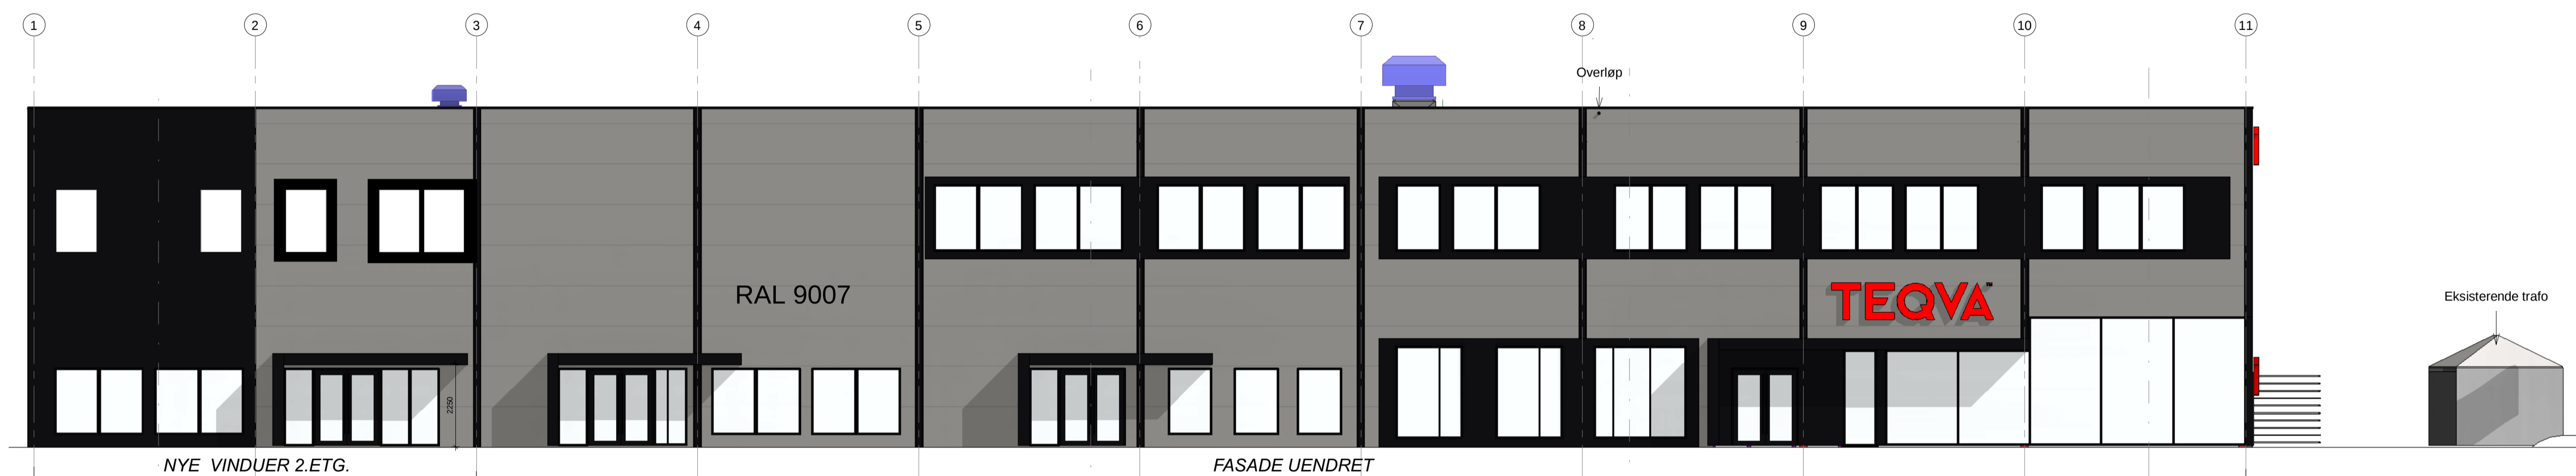 1 2 3 4 5 6 7 8 9 10 11
Overløp
RAL 9007
TEQVA™
Eksisterende trafo
2250
NYE VINDUER 2.ETG.
FASADE UENDRET